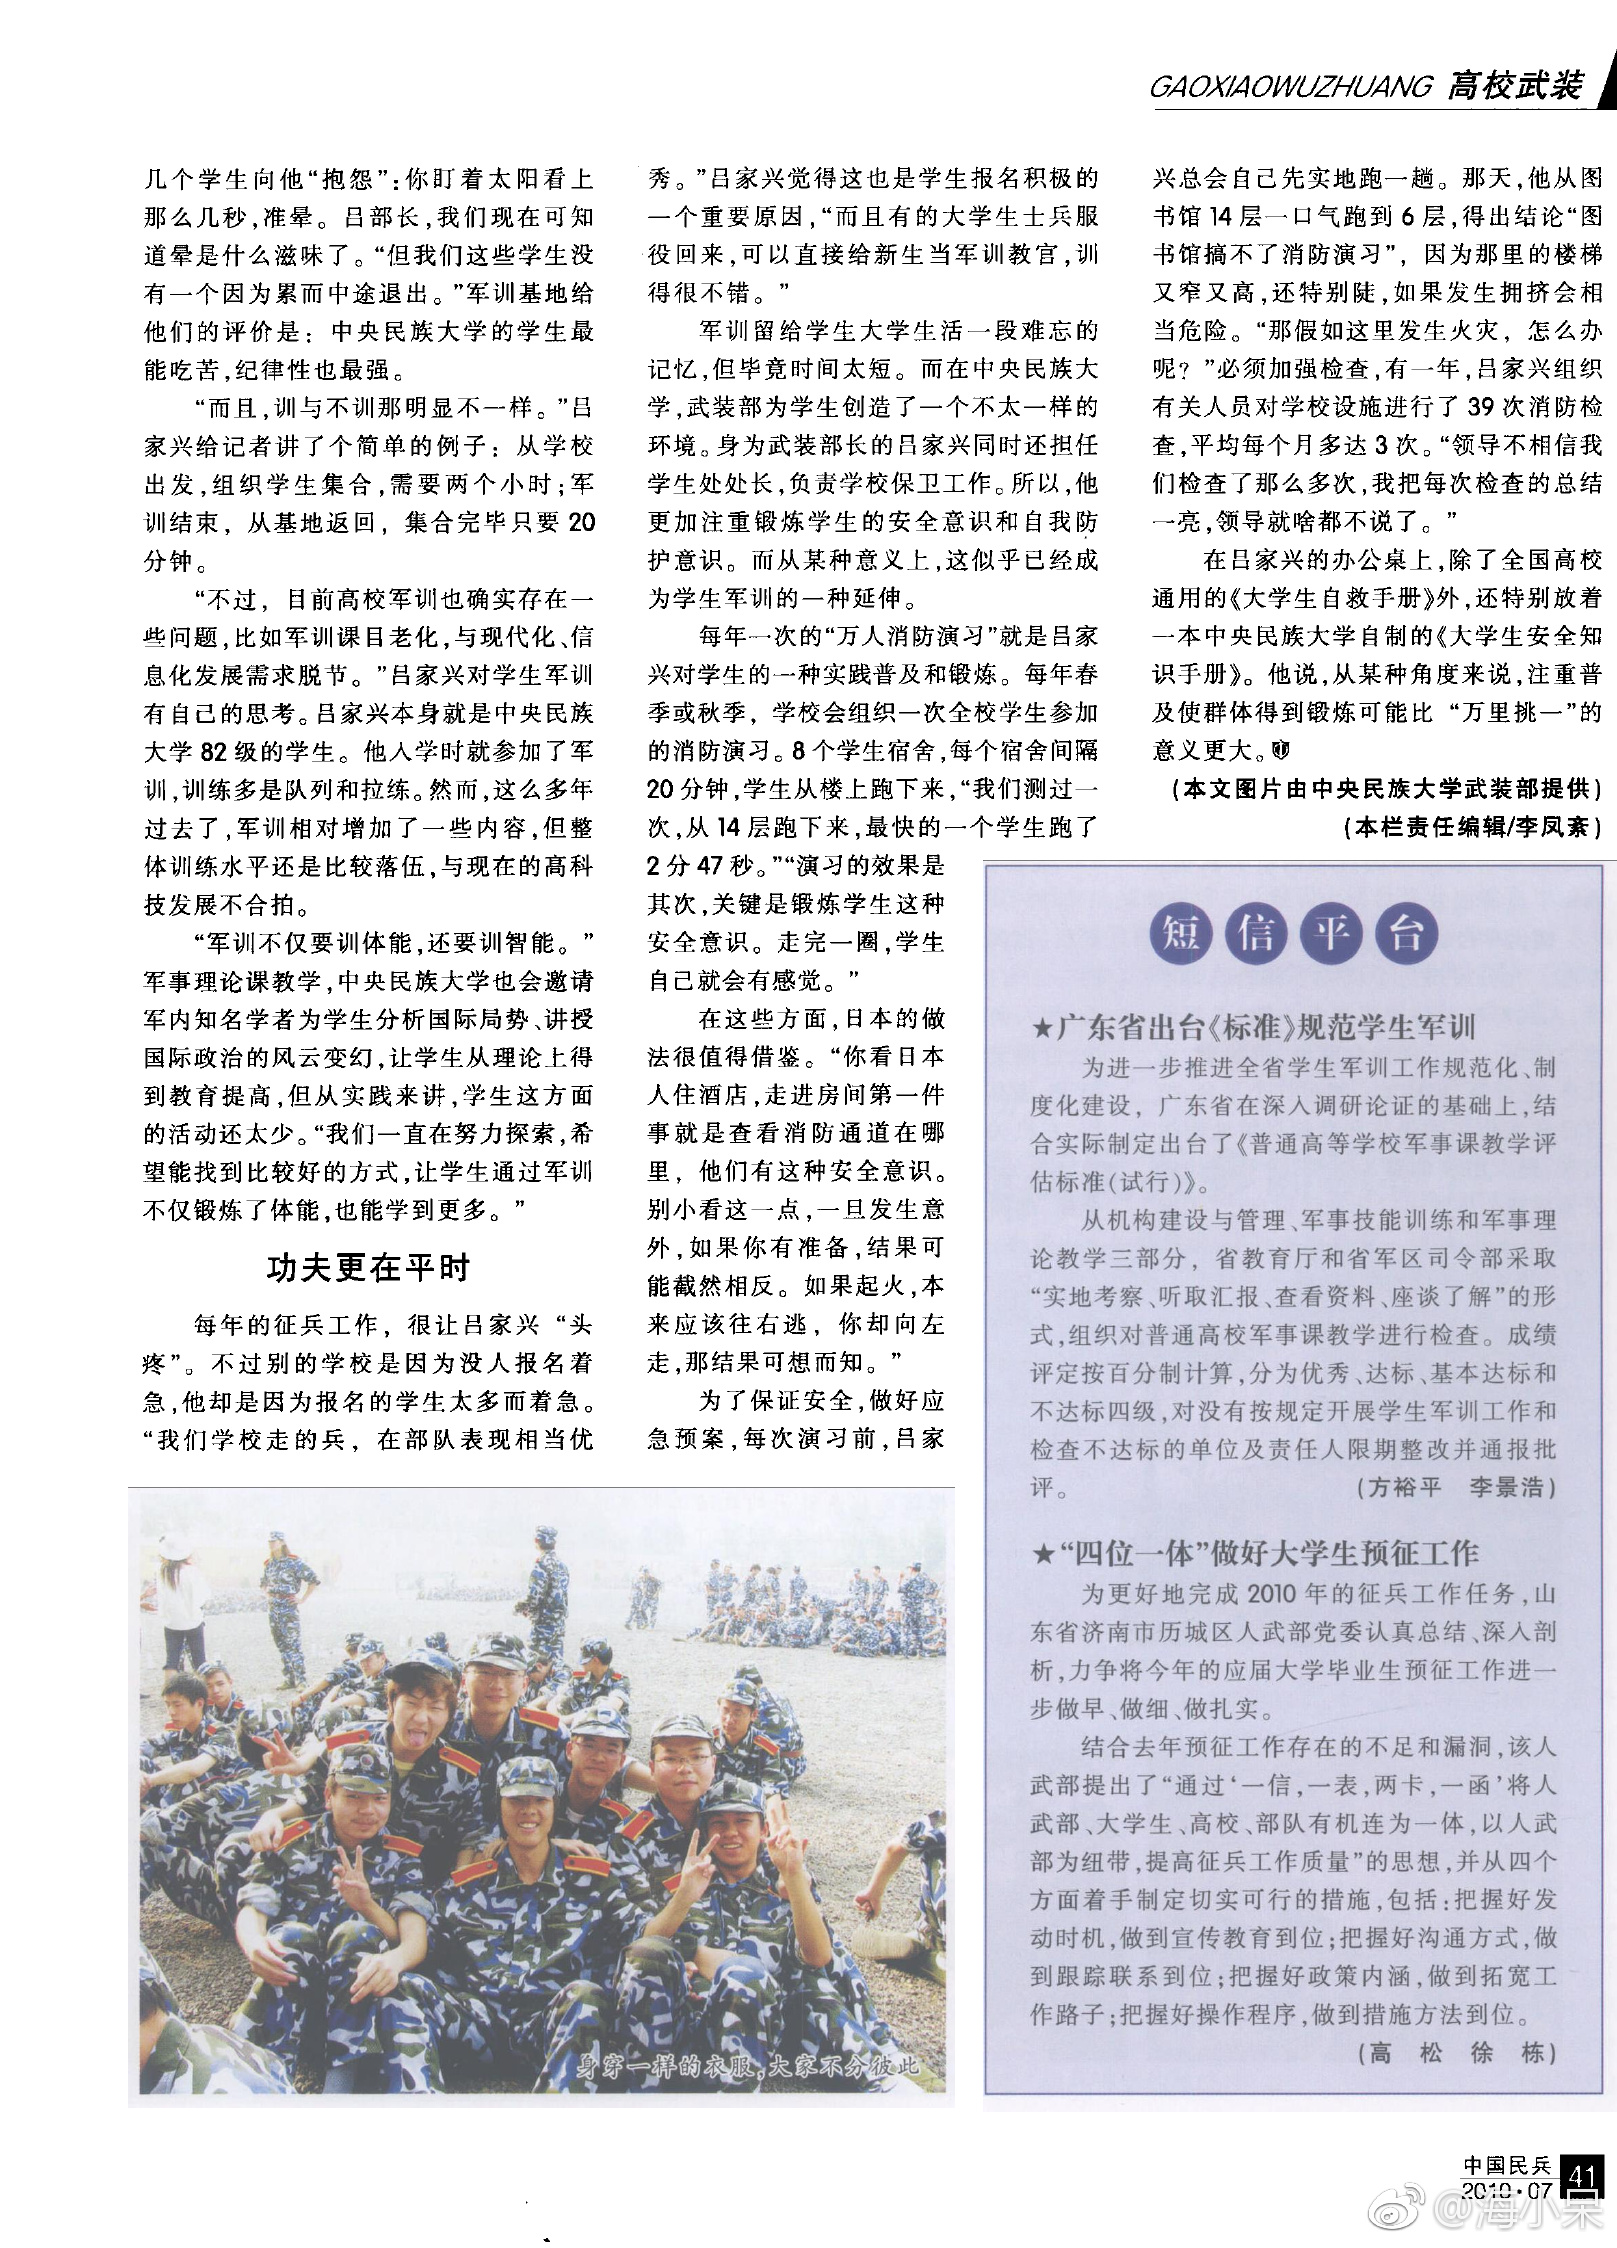 GAOXIAOWUZHUANG 高校武装
几个学生向他“抱怨”:你盯着太阳看上
那么几秒,准晕。吕部长,我们现在可知
道晕是什么滋味了。“但我们这些学生没
有一个因为累而中途退出。”军训基地给
他们的评价是：中央民族大学的学生最
能吃苦,纪律性也最强。
“而且,训与不训那明显不一样。”吕
家兴给记者讲了个简单的例子：从学校
出发,组织学生集合,需要两个小时;军
训结束，从基地返回，集合完毕只要 20
分钟。
“不过，目前高校军训也确实存在一
些问题,比如军训课目老化,与现代化、信
息化发展需求脱节。”吕家兴对学生军训
有自己的思考。吕家兴本身就是中央民族
大学 82 级的学生。他入学时就参加了军
训,训练多是队列和拉练。然而,这么多年
过去了,军训相对增加了一些内容,但整
体训练水平还是比较落伍,与现在的高科
技发展不合拍。
“军训不仅要训体能,还要训智能。”
军事理论课教学,中央民族大学也会邀请
军内知名学者为学生分析国际局势、讲授
国际政治的风云变幻,让学生从理论上得
到教育提高,但从实践来讲,学生这方面
的活动还太少。“我们一直在努力探索,希
望能找到比较好的方式,让学生通过军训
不仅锻炼了体能,也能学到更多。”
功夫更在平时
每年的征兵工作，很让吕家兴“头
疼”。不过别的学校是因为没人报名着
急,他却是因为报名的学生太多而着急。
“我们学校走的兵，在部队表现相当优
秀。”吕家兴觉得这也是学生报名积极的
一个重要原因,“而且有的大学生士兵服
役回来,可以直接给新生当军训教官,训
得很不错。”
军训留给学生大学生活一段难忘的
记忆,但毕竟时间太短。而在中央民族大
学,武装部为学生创造了一个不太一样的
环境。身为武装部长的吕家兴同时还担任
学生处处长,负责学校保卫工作。所以,他
更加注重锻炼学生的安全意识和自我防
护意识。而从某种意义上,这似乎已经成
为学生军训的一种延伸。
每年一次的“万人消防演习”就是吕家
兴对学生的一种实践普及和锻炼。每年春
季或秋季，学校会组织一次全校学生参加
的消防演习。8 个学生宿舍,每个宿舍间隔
20 分钟,学生从楼上跑下来,“我们测过一
次,从 14 层跑下来,最快的一个学生跑了
2 分 47 秒。”“演习的效果是
其次,关键是锻炼学生这种
安全意识。走完一圈,学生
自己就会有感觉。”
在这些方面,日本的做
法很值得借鉴。“你看日本
人住酒店,走进房间第一件
事就是查看消防通道在哪
里，他们有这种安全意识。
别小看这一点,一旦发生意
外,如果你有准备,结果可
能截然相反。如果起火,本
来应该往右逃，你却向左
走,那结果可想而知。”
为了保证安全,做好应
急预案,每次演习前,吕家
兴总会自己先实地跑一趟。那天,他从图
书馆 14 层一口气跑到 6 层,得出结论“图
书馆搞不了消防演习”，因为那里的楼梯
又窄又高,还特别陡,如果发生拥挤会相
当危险。“那假如这里发生火灾，怎么办
呢？”必须加强检查,有一年,吕家兴组织
有关人员对学校设施进行了 39 次消防检
查,平均每个月多达 3 次。“领导不相信我
们检查了那么多次,我把每次检查的总结
一亮,领导就啥都不说了。”
在吕家兴的办公桌上,除了全国高校
通用的《大学生自救手册》外,还特别放着
一本中央民族大学自制的《大学生安全知
识手册》。他说,从某种角度来说,注重普
及使群体得到锻炼可能比“万里挑一”的
意义更大。
(本文图片由中央民族大学武装部提供)
(本栏责任编辑/李凤紊)
短信平台
★广东省出台《标准》规范学生军训
为进一步推进全省学生军训工作规范化、制
度化建设，广东省在深入调研论证的基础上,结
合实际制定出台了《普通高等学校军事课教学评
估标准(试行)》。
从机构建设与管理、军事技能训练和军事理
论教学三部分，省教育厅和省军区司令部采取
“实地考察、听取汇报、查看资料、座谈了解”的形
式,组织对普通高校军事课教学进行检查。成绩
评定按百分制计算,分为优秀、达标、基本达标和
不达标四级,对没有按规定开展学生军训工作和
检查不达标的单位及责任人限期整改并通报批
评。 (方裕平 李景浩)
★“四位一体”做好大学生预征工作
为更好地完成 2010 年的征兵工作任务,山
东省济南市历城区人武部党委认真总结、深入剖
析,力争将今年的应届大学毕业生预征工作进一
步做早、做细、做扎实。
结合去年预征工作存在的不足和漏洞,该人
武部提出了“通过‘一信,一表,两卡,一函’将人
武部、大学生、高校、部队有机连为一体,以人武
部为纽带,提高征兵工作质量”的思想,并从四个
方面着手制定切实可行的措施,包括:把握好发
动时机,做到宣传教育到位;把握好沟通方式,做
到跟踪联系到位;把握好政策内涵,做到拓宽工
作路子;把握好操作程序,做到措施方法到位。
(高 松 徐 栋)
身穿一样的衣服,大家不分彼此
中国民兵
2010·07
41
@海小呆